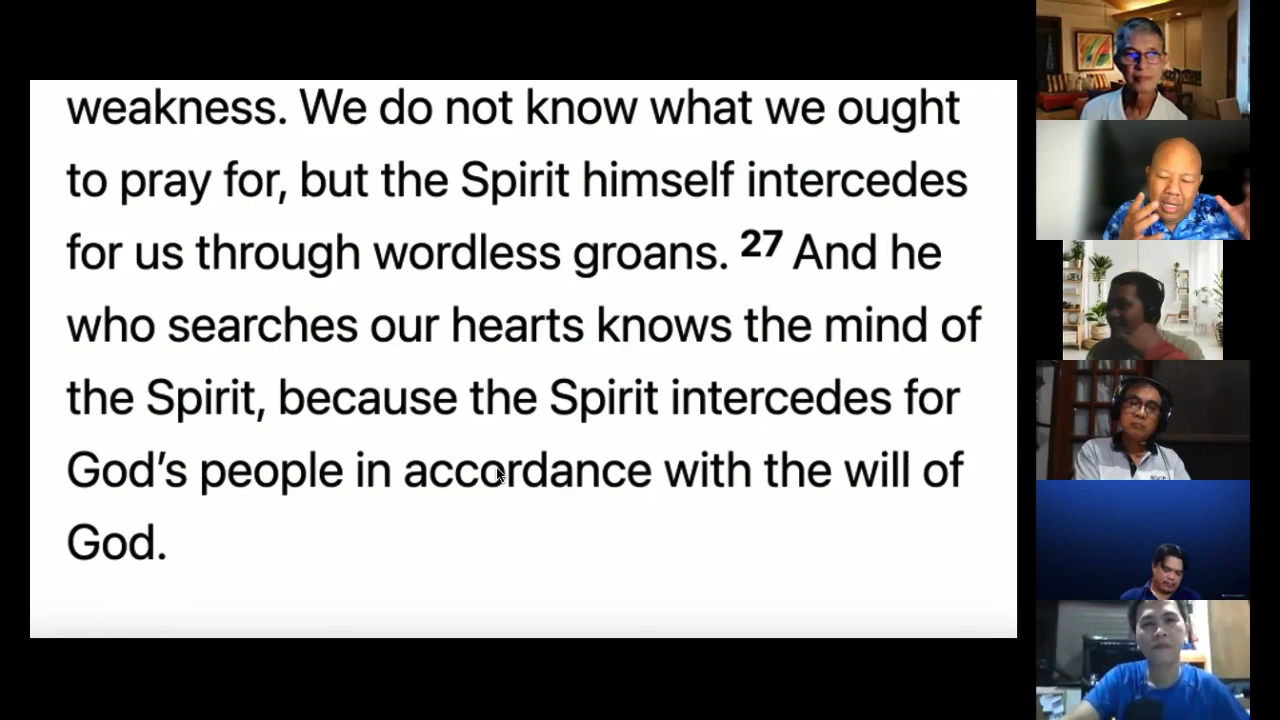 weakness. We do not know what we ought
to pray for, but the Spirit himself intercedes
for us through wordless groans. 27 And he
who searches our hearts knows the mind of
the Spirit, because the Spirit intercedes for
God’s people in accordance with the will of
God.